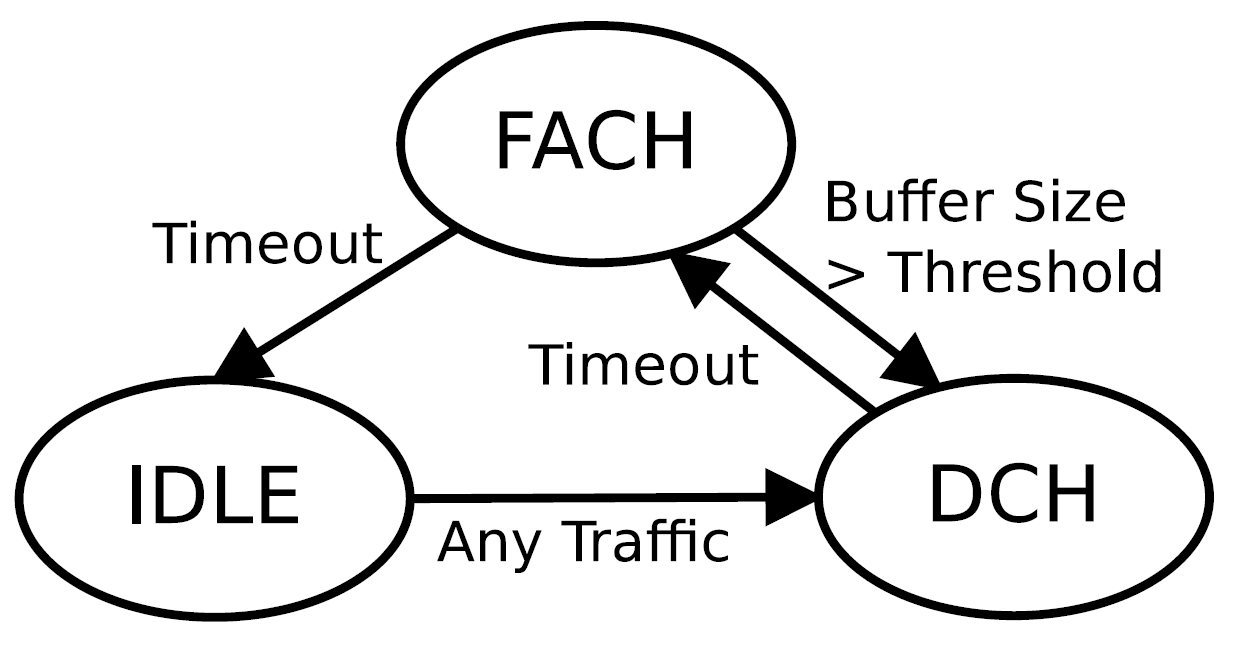 FACH
Buffer Size
> Threshold
Timeout
Timeout
IDLE
DCH
Any Traffic